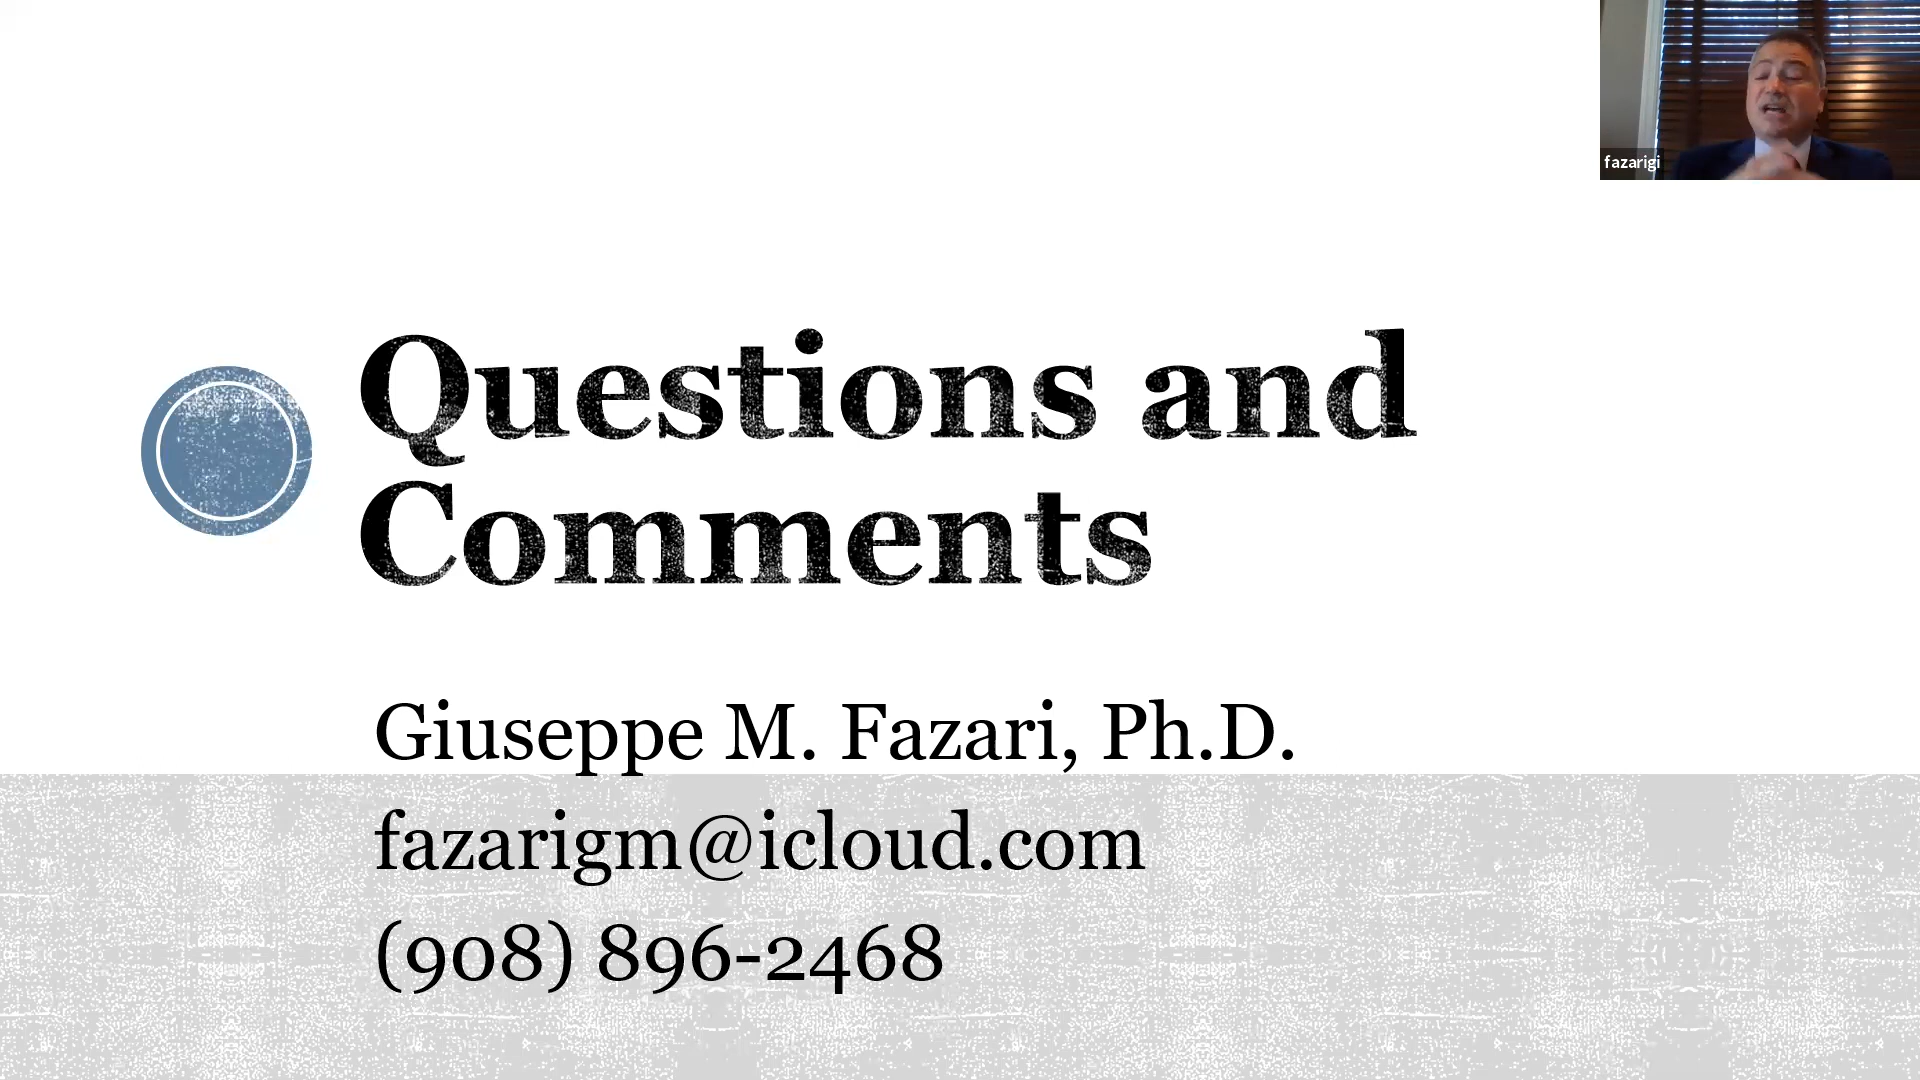 fazarigi
Questions and
Comments
Giuseppe M. Fazari, Ph.D.
fazarigm@icloud.com
(908) 896-2468